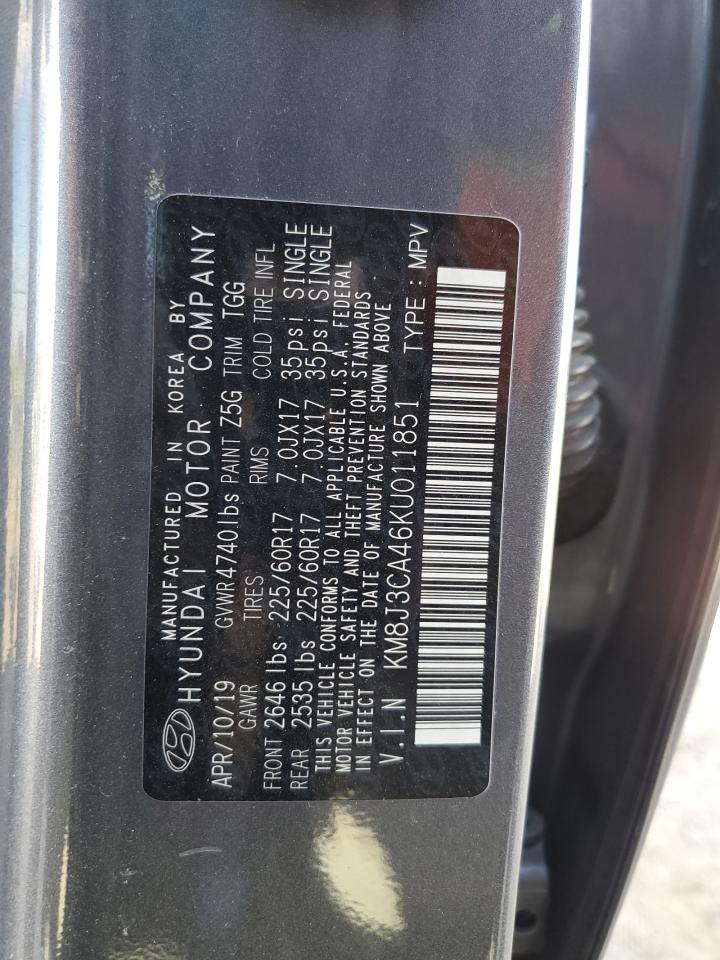 MANUFACTURED IN KOREA BY
HYUNDAI MOTOR COMPANY
APR/10/19 GVWR4740lbs PAINT Z5G TRIM TGG
GAWR TIRES RIMS COLD TIRE INFL
FRONT 2646 lbs 225/60R17 7.0JX17 35psi SINGLE
REAR 2535 lbs 225/60R17 7.0JX17 35psi SINGLE
THIS VEHICLE CONFORMS TO ALL APPLICABLE U.S.A. FEDERAL
MOTOR VEHICLE SAFETY AND THEFT PREVENTION STANDARDS
IN EFFECT ON THE DATE OF MANUFACTURE SHOWN ABOVE
V.I.N KM8J3CA46KU011851 TYPE : MPV